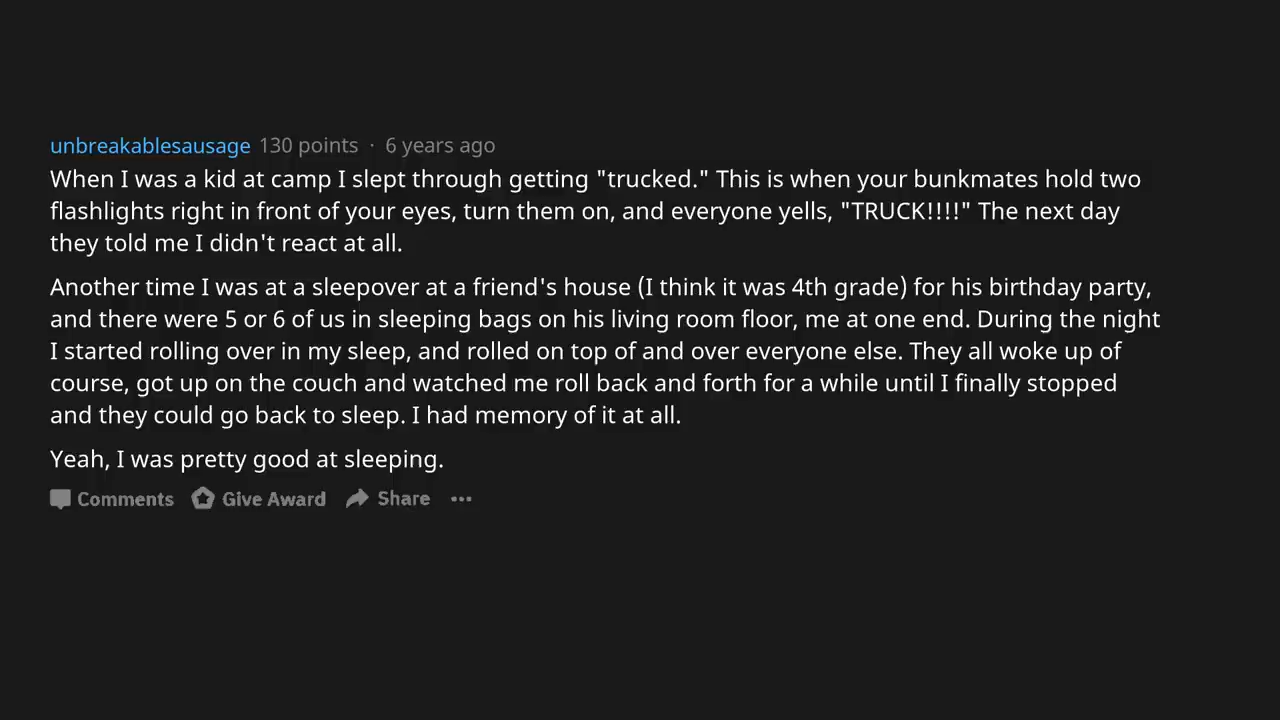 unbreakablesausage 130 points · 6 years ago
When I was a kid at camp I slept through getting "trucked." This is when your bunkmates hold two
flashlights right in front of your eyes, turn them on, and everyone yells, "TRUCK!!!!" The next day
they told me I didn't react at all.
Another time I was at a sleepover at a friend's house (I think it was 4th grade) for his birthday party,
and there were 5 or 6 of us in sleeping bags on his living room floor, me at one end. During the night
I started rolling over in my sleep, and rolled on top of and over everyone else. They all woke up of
course, got up on the couch and watched me roll back and forth for a while until I finally stopped
and they could go back to sleep. I had memory of it at all.
Yeah, I was pretty good at sleeping.
Comments Give Award Share ···